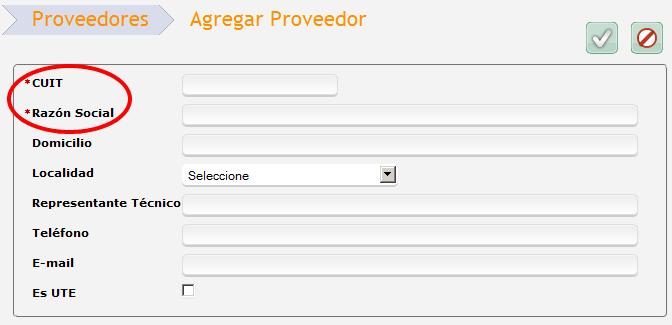 Proveedores Agregar Proveedor
*CUIT
*Razón Social
Domicilio
Localidad Seleccione
Representante Técnico
Teléfono
E-mail
Es UTE